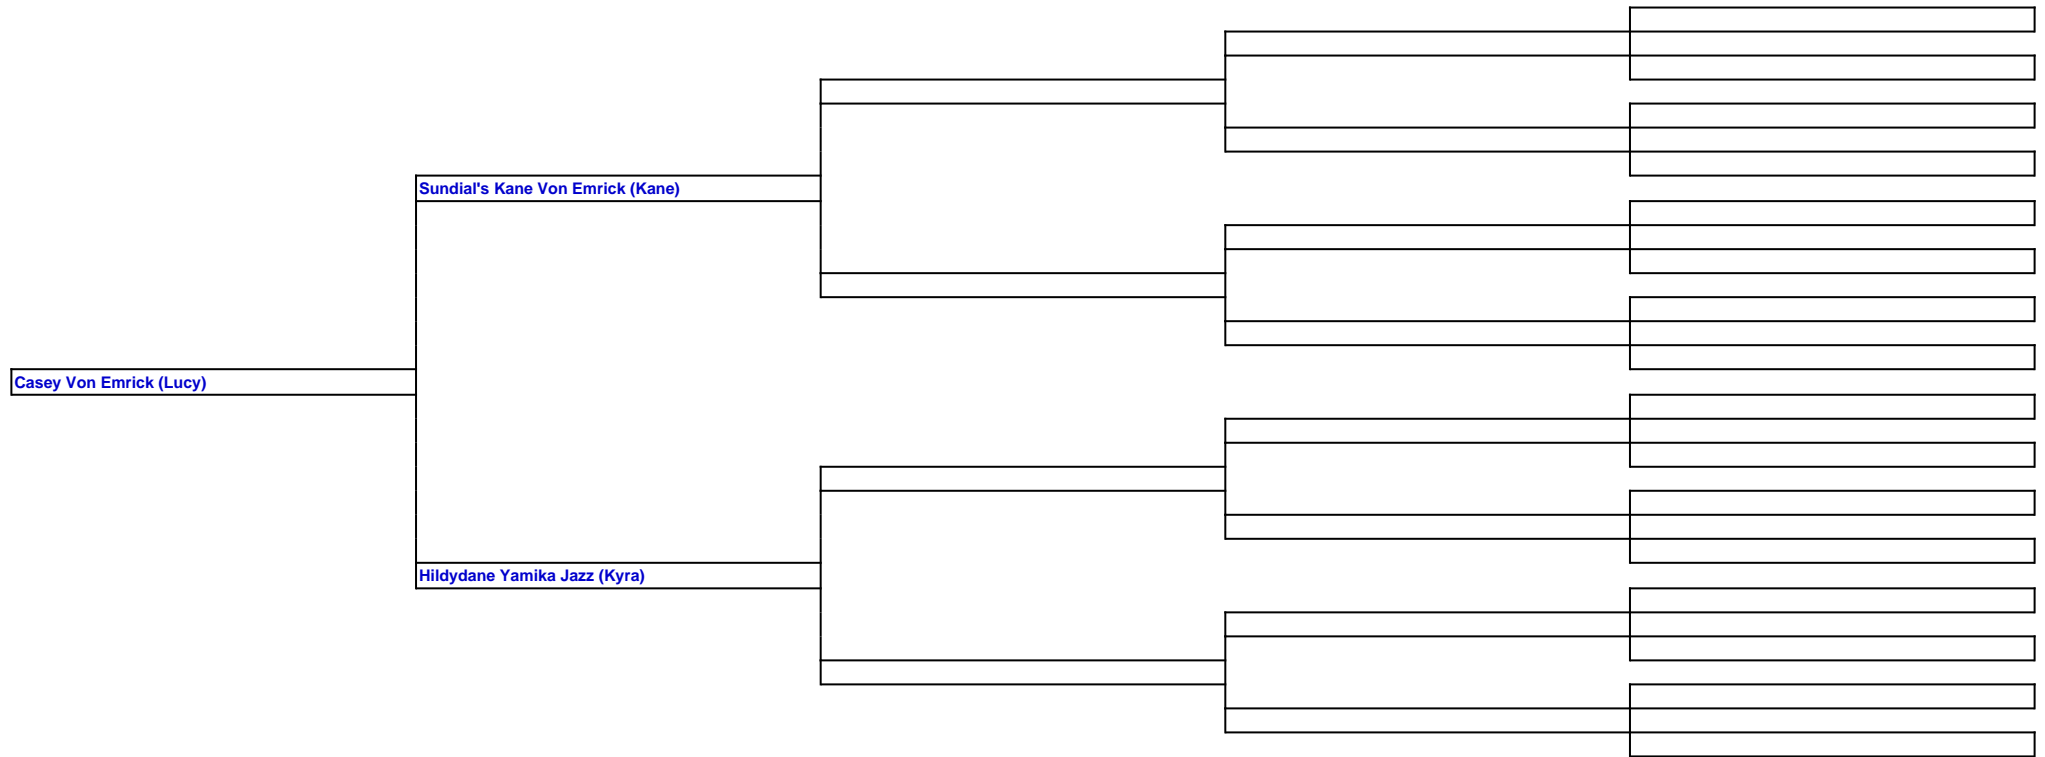 Sundial's Kane Von Emrick (Kane)
Casey Von Emrick (Lucy)
Hildydane Yamika Jazz (Kyra)